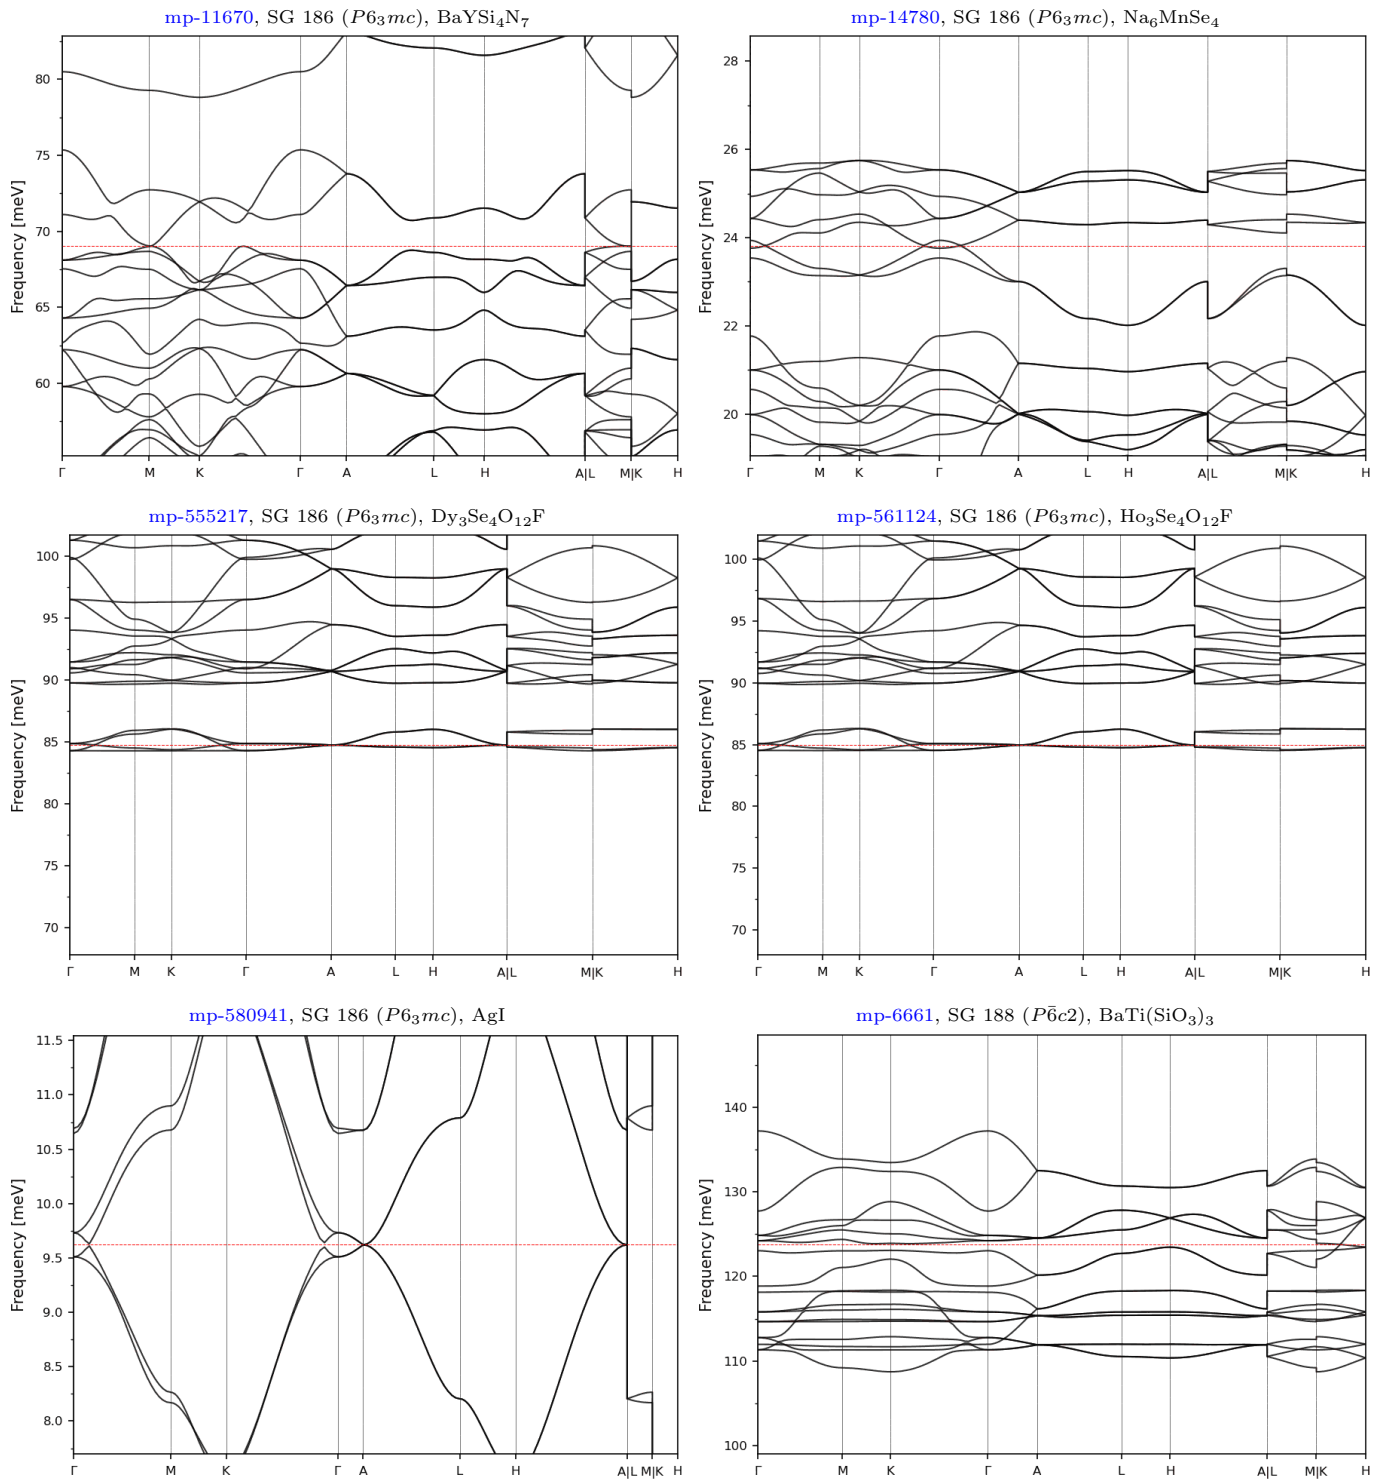 mp-11670, SG 186 (P6₃mc), BaYSi₄N₇
Frequency [meV]
80
75
70
65
60
Γ M K Γ A L H A|L M|K H
mp-14780, SG 186 (P6₃mc), Na₆MnSe₄
Frequency [meV]
28
26
24
22
20
Γ M K Γ A L H A|L M|K H
mp-555217, SG 186 (P6₃mc), Dy₃Se₄O₁₂F
Frequency [meV]
100
95
90
85
80
75
70
Γ M K Γ A L H A|L M|K H
mp-561124, SG 186 (P6₃mc), Ho₃Se₄O₁₂F
Frequency [meV]
100
95
90
85
80
75
70
Γ M K Γ A L H A|L M|K H
mp-580941, SG 186 (P6₃mc), AgI
Frequency [meV]
11.5
11.0
10.5
10.0
9.5
9.0
8.5
8.0
Γ M K Γ A L H A|L M|K H
mp-6661, SG 188 (P6̄c2), BaTi(SiO₃)₃
Frequency [meV]
140
130
120
110
100
Γ M K Γ A L H A|L M|K H